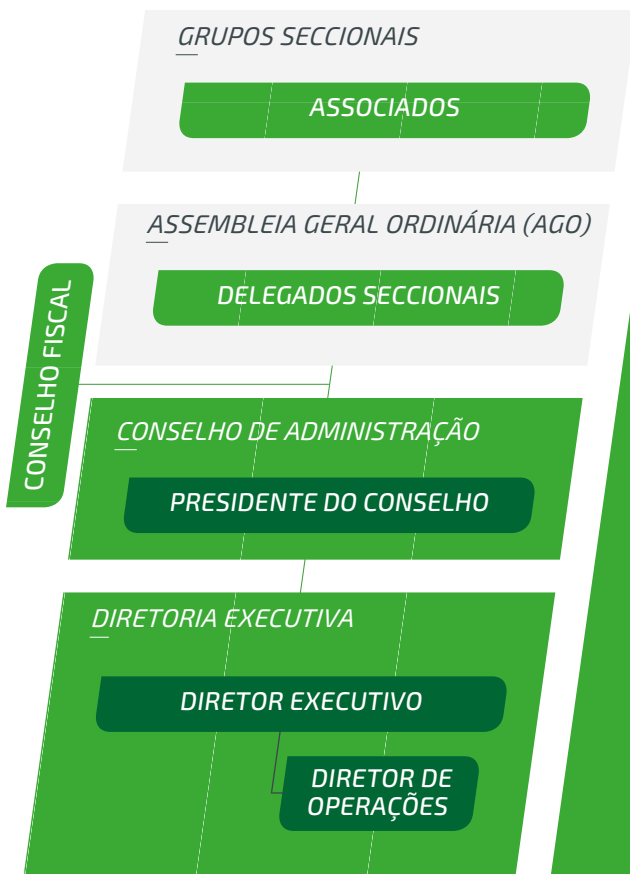 GRUPOS SECCIONAIS
ASSOCIADOS
ASSEMBLEIA GERAL ORDINÁRIA (AGO)
DELEGADOS SECCIONAIS
CONSELHO FISCAL
CONSELHO DE ADMINISTRAÇÃO
PRESIDENTE DO CONSELHO
DIRETORIA EXECUTIVA
DIRETOR EXECUTIVO
DIRETOR DE
OPERAÇÕES